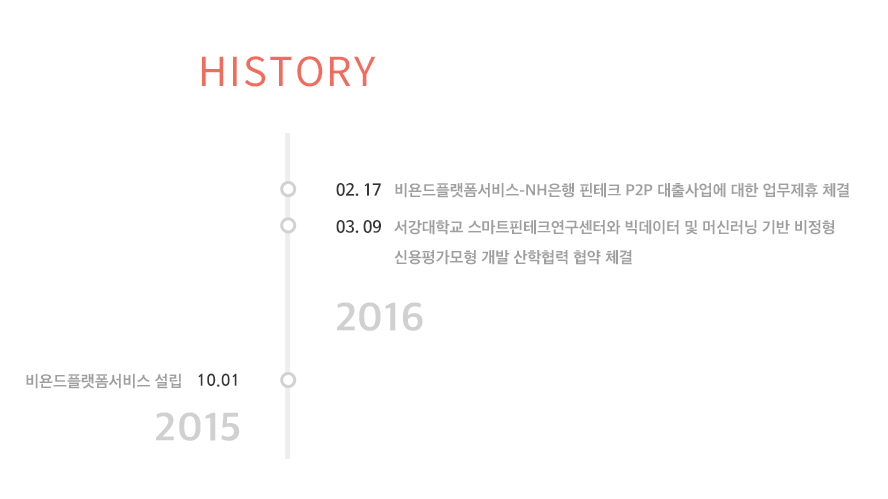 HISTORY
02. 17 비욘드플랫폼서비스-NH은행 핀테크 P2P 대출사업에 대한 업무제휴 체결
03. 09 서강대학교 스마트핀테크연구센터와 빅데이터 및 머신러닝 기반 비정형
신용평가모형 개발 산학협력 협약 체결
2016
비욘드플랫폼서비스 설립 10.01
2015